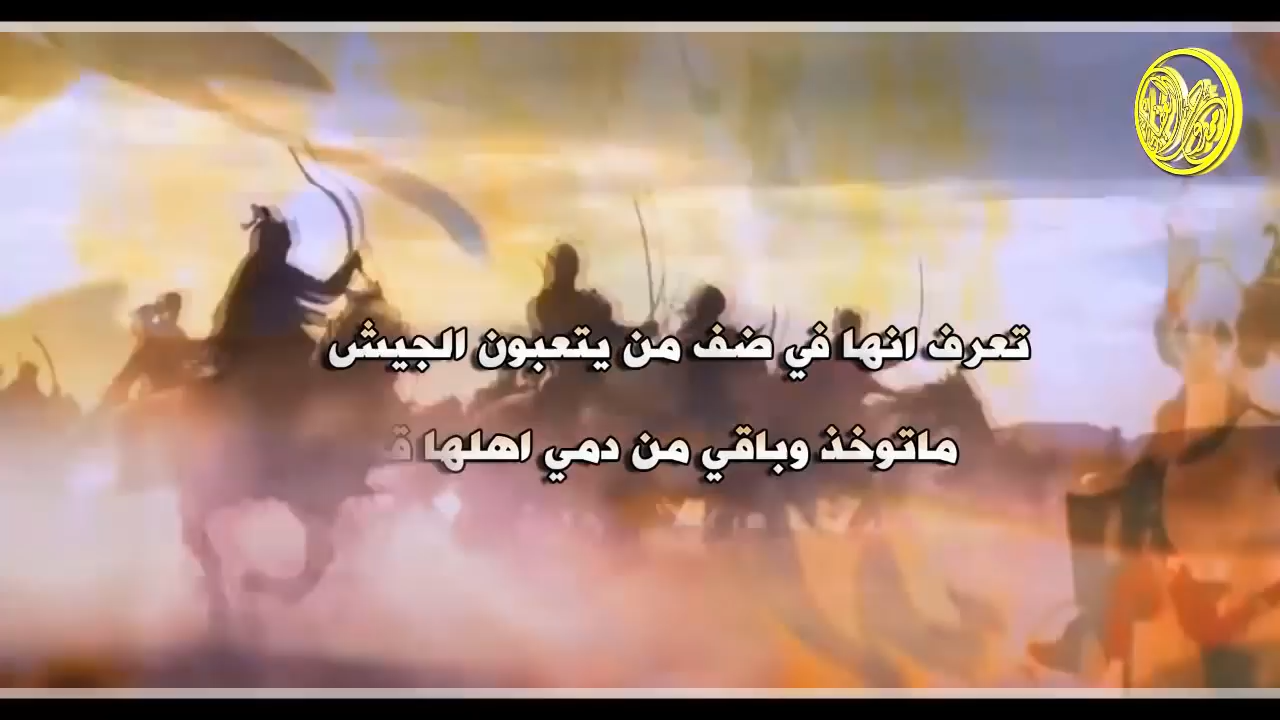 تعرف انها في ضف من يتعبون الجيش
ماتوخذ وباقي من دمي اهلها